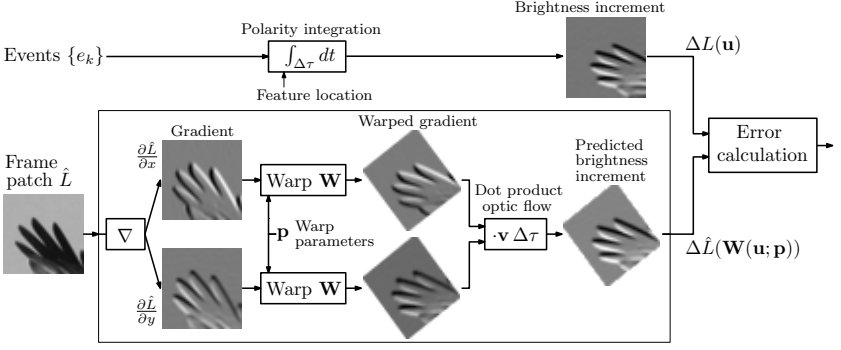 Brightness increment
Polarity integration
Events {e_k}
∫_{Δτ} dt
ΔL(u)
Feature location
Error
calculation
Frame
patch L̂
∂L̂/∂x
Gradient
Warped gradient
Predicted
brightness
increment
Warp W
Dot product
optic flow
∇
p Warp
parameters
· v Δτ
ΔL̂(W(u; p))
∂L̂/∂y
Warp W